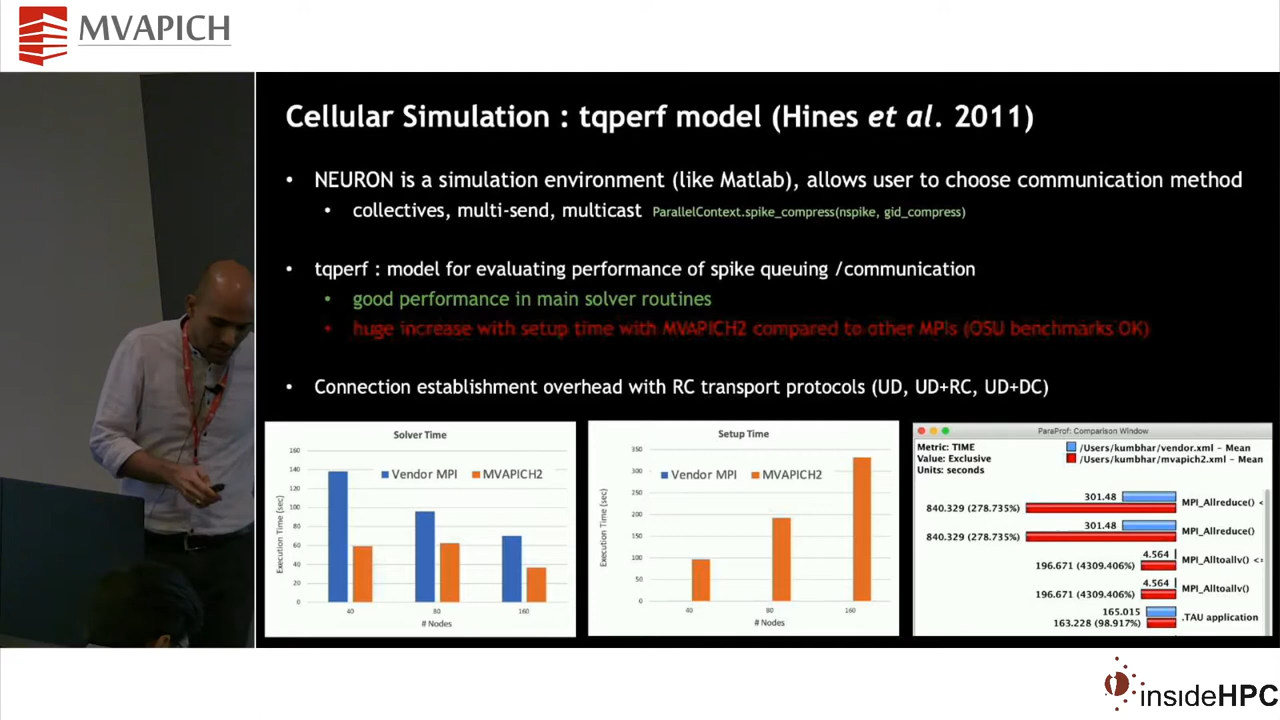 MVAPICH
Cellular Simulation : tqperf model (Hines et al. 2011)
• NEURON is a simulation environment (like Matlab), allows user to choose communication method
• collectives, multi-send, multicast ParallelContext.spike_compress(nspike, gid_compress)
• tqperf : model for evaluating performance of spike queuing /communication
• good performance in main solver routines
• huge increase with setup time with MVAPICH2 compared to other MPIs (OSU benchmarks OK)
• Connection establishment overhead with RC transport protocols (UD, UD+RC, UD+DC)
Solver Time
160
140
120
100
80
60
40
20
0
Execution Time (sec)
Vendor MPI MVAPICH2
40 80 160
# Nodes
Setup Time
350
300
250
200
150
100
50
0
Execution Time (sec)
Vendor MPI MVAPICH2
40 80 160
# Nodes
ParaProf: Comparison Window
Metric: TIME
Value: Exclusive
Units: seconds
/Users/kumbhar/vendor.xml - Mean
/Users/kumbhar/mvapich2.xml - Mean
301.48
840.329 (278.735%)
MPI_Allreduce() <
301.48
840.329 (278.735%)
MPI_Allreduce()
4.564
196.671 (4309.406%)
MPI_Alltoallv() <=
4.564
196.671 (4309.406%)
MPI_Alltoallv()
165.015
163.228 (98.917%)
.TAU application
insideHPC